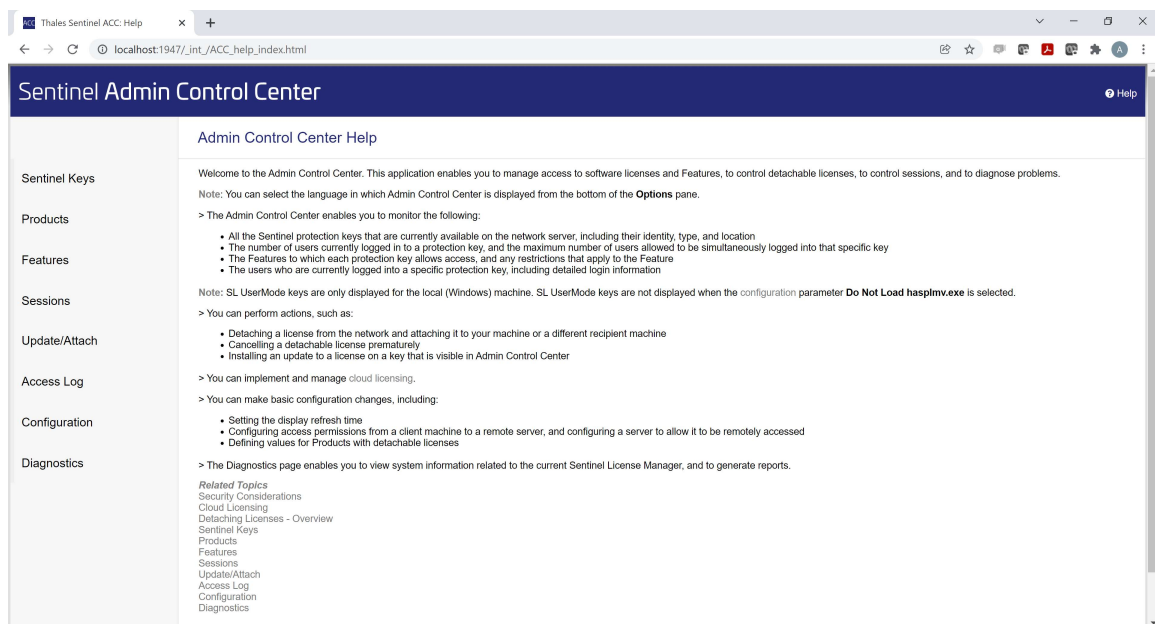 ACC Thales Sentinel ACC: Help
localhost:1947/_int_/ACC_help_index.html
A
Sentinel Admin Control Center
Help
Admin Control Center Help
Sentinel Keys
Products
Features
Sessions
Update/Attach
Access Log
Configuration
Diagnostics
Welcome to the Admin Control Center. This application enables you to manage access to software licenses and Features, to control detachable licenses, to control sessions, and to diagnose problems.
Note: You can select the language in which Admin Control Center is displayed from the bottom of the Options pane.
> The Admin Control Center enables you to monitor the following:
• All the Sentinel protection keys that are currently available on the network server, including their identity, type, and location
• The number of users currently logged in to a protection key, and the maximum number of users allowed to be simultaneously logged into that specific key
• The Features to which each protection key allows access, and any restrictions that apply to the Feature
• The users who are currently logged into a specific protection key, including detailed login information
Note: SL UserMode keys are only displayed for the local (Windows) machine. SL UserMode keys are not displayed when the configuration parameter Do Not Load hasplmv.exe is selected.
> You can perform actions, such as:
• Detaching a license from the network and attaching it to your machine or a different recipient machine
• Cancelling a detachable license prematurely
• Installing an update to a license on a key that is visible in Admin Control Center
> You can implement and manage cloud licensing.
> You can make basic configuration changes, including:
• Setting the display refresh time
• Configuring access permissions from a client machine to a remote server, and configuring a server to allow it to be remotely accessed
• Defining values for Products with detachable licenses
> The Diagnostics page enables you to view system information related to the current Sentinel License Manager, and to generate reports.
Related Topics
Security Considerations
Cloud Licensing
Detaching Licenses - Overview
Sentinel Keys
Products
Features
Sessions
Update/Attach
Access Log
Configuration
Diagnostics